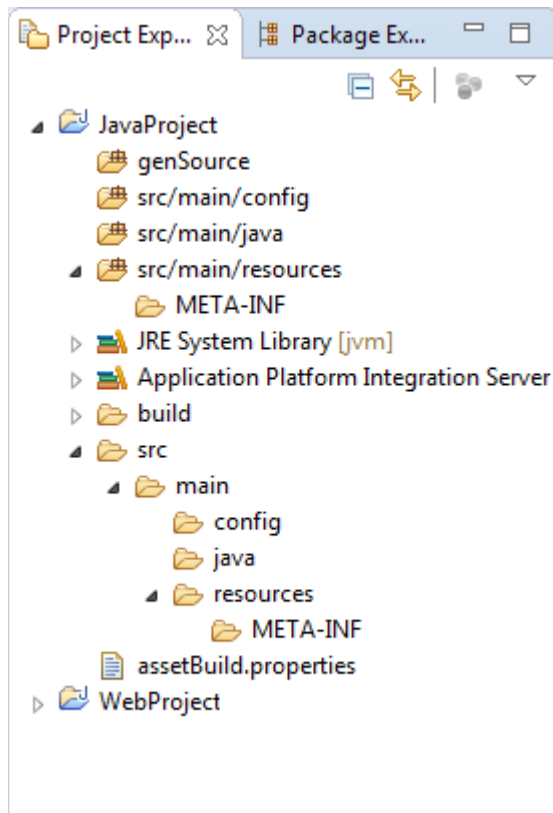 Project Exp... Package Ex...
JavaProject
genSource
src/main/config
src/main/java
src/main/resources
META-INF
JRE System Library [jvm]
Application Platform Integration Server
build
src
main
config
java
resources
META-INF
assetBuild.properties
WebProject